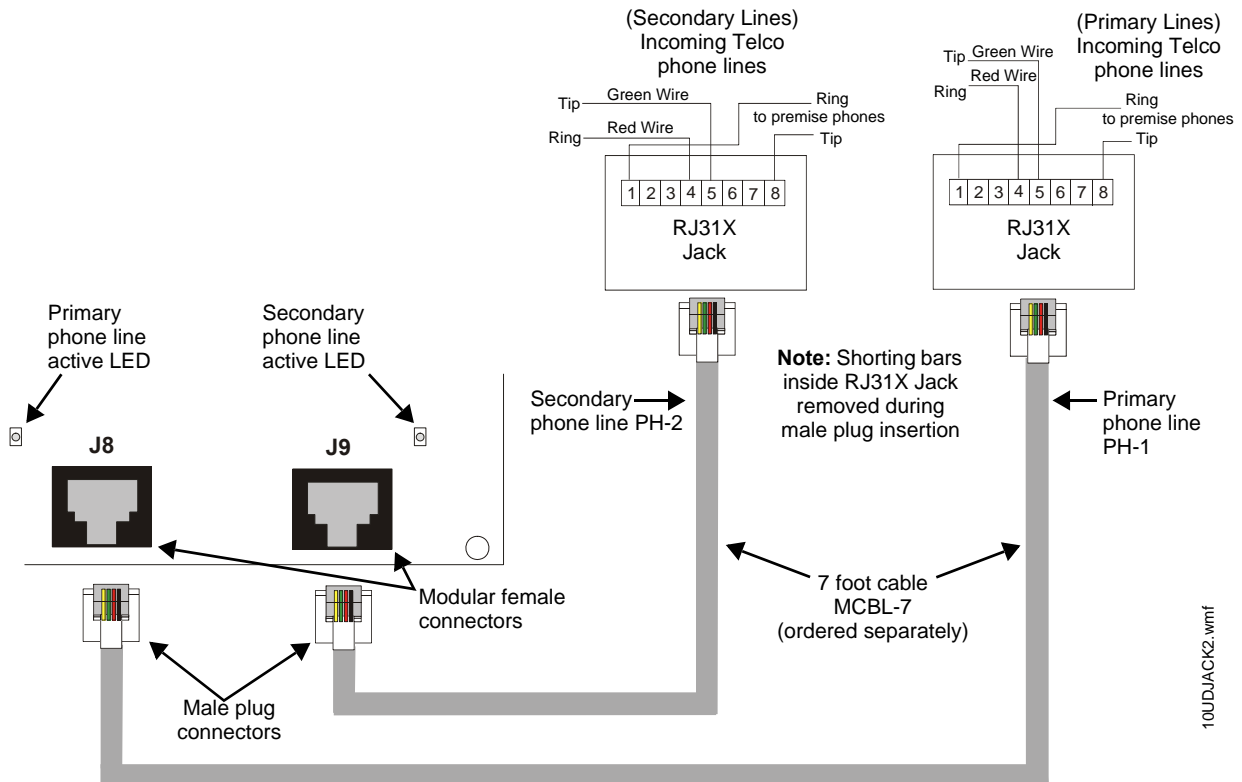 (Secondary Lines)
Incoming Telco
phone lines
(Primary Lines)
Incoming Telco
phone lines
Tip Green Wire
Ring Red Wire
Ring
to premise phones
Tip
1 2 3 4 5 6 7 8
RJ31X
Jack
Tip Green Wire
Red Wire
Ring
Ring
to premise phones
Tip
1 2 3 4 5 6 7 8
RJ31X
Jack
Primary
phone line
active LED
Secondary
phone line
active LED
J8
J9
Secondary
phone line PH-2
Note: Shorting bars
inside RJ31X Jack
removed during
male plug insertion
Primary
phone line
PH-1
Modular female
connectors
7 foot cable
MCBL-7
(ordered separately)
Male plug
connectors
10UDJACK2.wmf